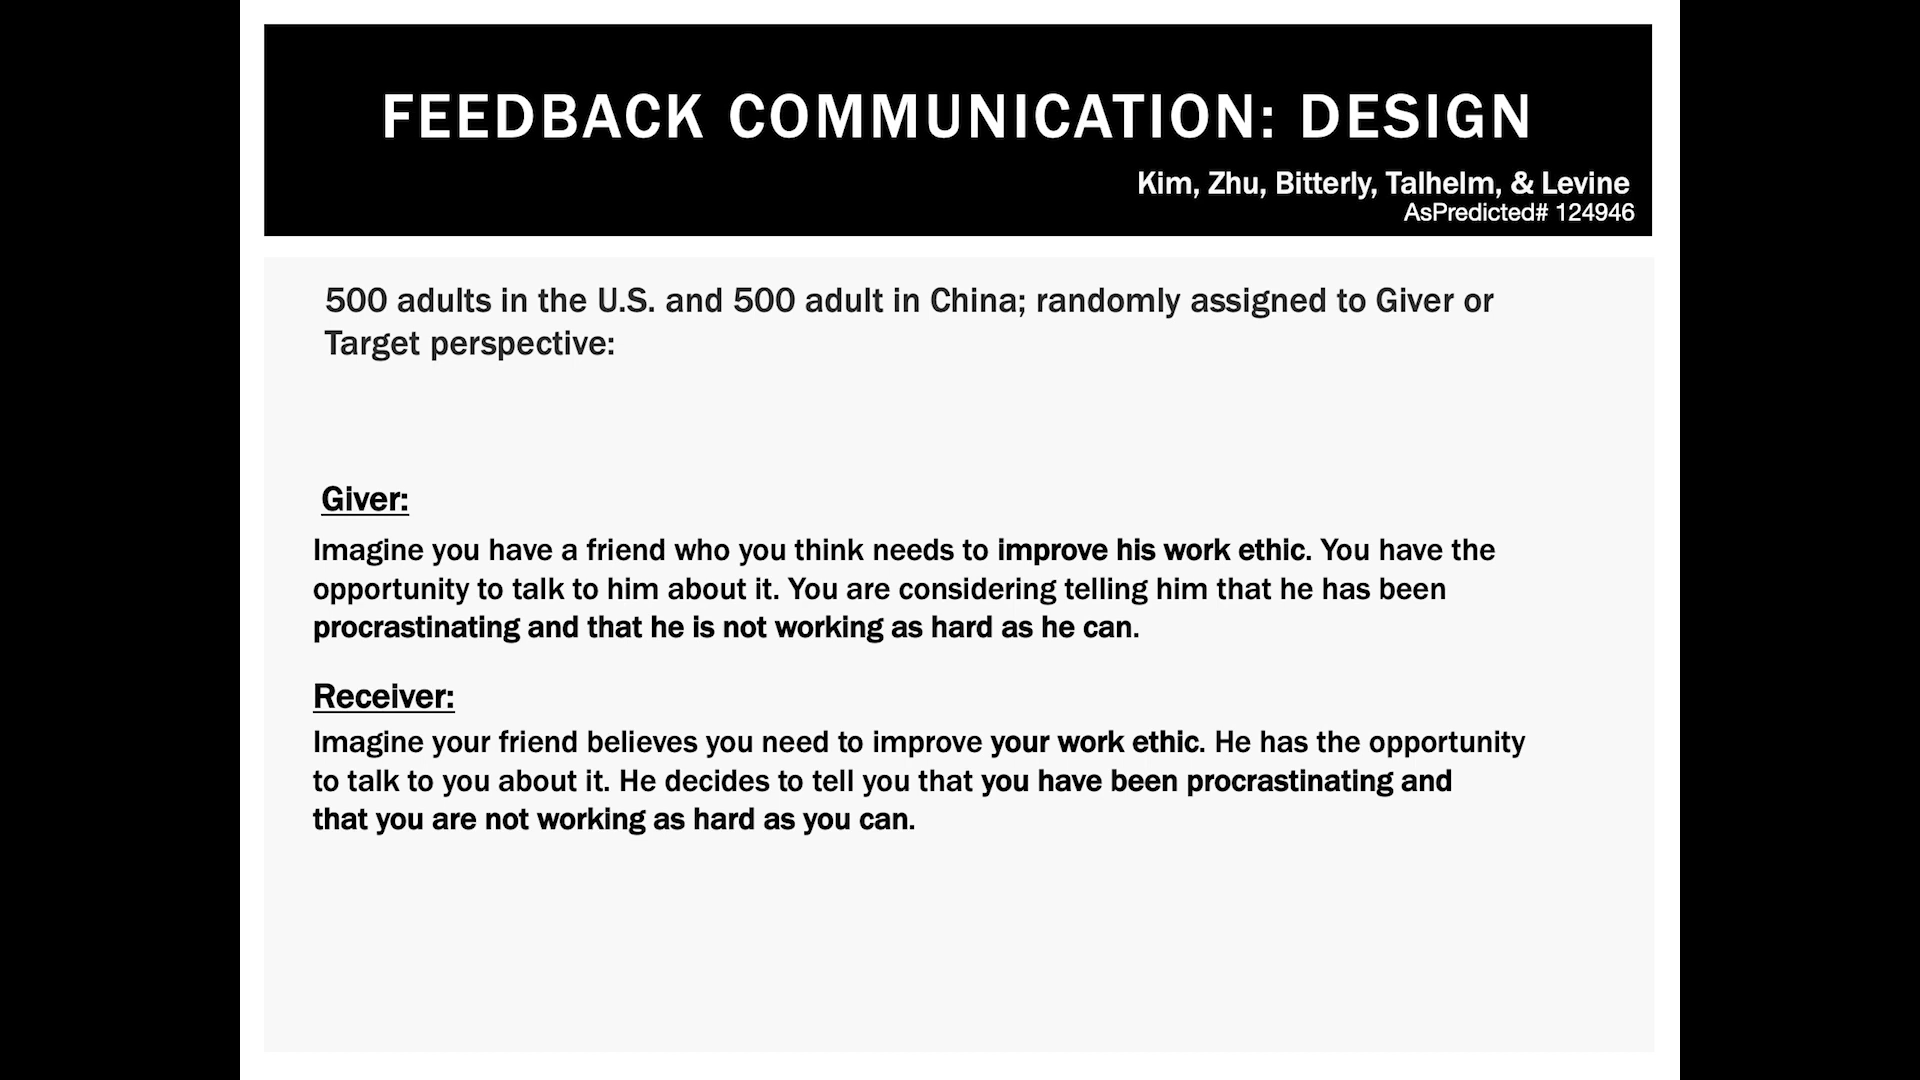 FEEDBACK COMMUNICATION: DESIGN
Kim, Zhu, Bitterly, Talhelm, & Levine
AsPredicted# 124946
500 adults in the U.S. and 500 adult in China; randomly assigned to Giver or
Target perspective:
Giver:
Imagine you have a friend who you think needs to improve his work ethic. You have the
opportunity to talk to him about it. You are considering telling him that he has been
procrastinating and that he is not working as hard as he can.
Receiver:
Imagine your friend believes you need to improve your work ethic. He has the opportunity
to talk to you about it. He decides to tell you that you have been procrastinating and
that you are not working as hard as you can.